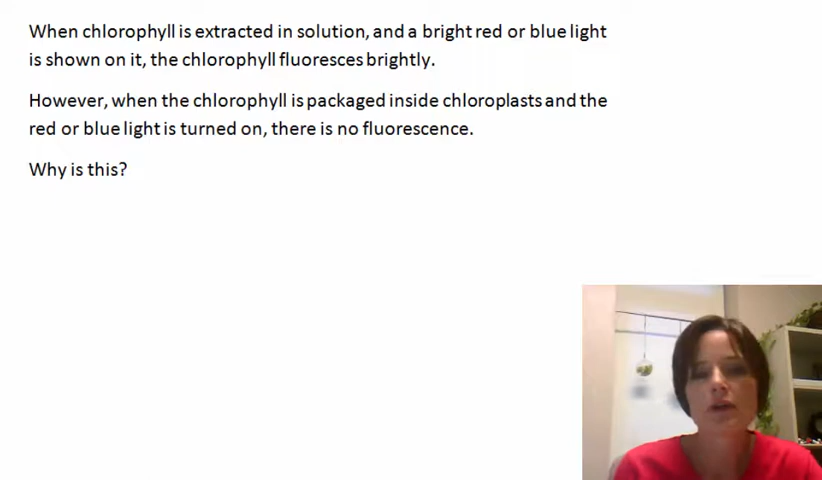 When chlorophyll is extracted in solution, and a bright red or blue light
is shown on it, the chlorophyll fluoresces brightly.
However, when the chlorophyll is packaged inside chloroplasts and the
red or blue light is turned on, there is no fluorescence.
Why is this?